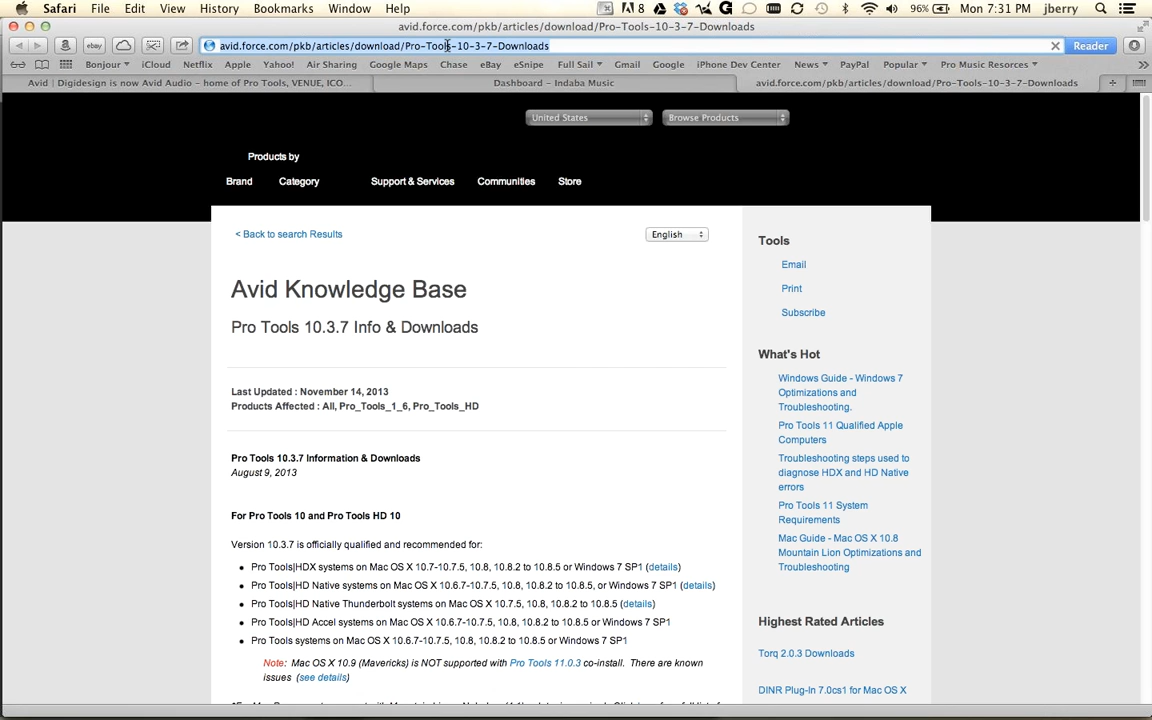 Safari File Edit View History Bookmarks Window Help 8 96% Mon 7:31 PM jberry
avid.force.com/pkb/articles/download/Pro-Tools-10-3-7-Downloads
ebay avid.force.com/pkb/articles/download/Pro-Tools-10-3-7-Downloads Reader
Bonjour iCloud Netflix Apple Yahoo! Air Sharing Google Maps Chase eBay eSnipe Full Sail Gmail Google iPhone Dev Center News PayPal Popular Pro Music Resorces
Avid | Digidesign is now Avid Audio – home of Pro Tools, VENUE, ICO... Dashboard – Indaba Music avid.force.com/pkb/articles/download/Pro-Tools-10-3-7-Downloads
United States Browse Products
Products by
Brand Category Support & Services Communities Store
< Back to search Results English
Avid Knowledge Base
Pro Tools 10.3.7 Info & Downloads
Last Updated : November 14, 2013
Products Affected : All, Pro_Tools_1_6, Pro_Tools_HD
Pro Tools 10.3.7 Information & Downloads
August 9, 2013
For Pro Tools 10 and Pro Tools HD 10
Version 10.3.7 is officially qualified and recommended for:
Pro Tools|HDX systems on Mac OS X 10.7-10.7.5, 10.8, 10.8.2 to 10.8.5 or Windows 7 SP1 (details)
Pro Tools|HD Native systems on Mac OS X 10.6.7-10.7.5, 10.8, 10.8.2 to 10.8.5, or Windows 7 SP1 (details)
Pro Tools|HD Native Thunderbolt systems on Mac OS X 10.7.5, 10.8, 10.8.2 to 10.8.5 (details)
Pro Tools|HD Accel systems on Mac OS X 10.6.7-10.7.5, 10.8, 10.8.2 to 10.8.5 or Windows 7 SP1
Pro Tools systems on Mac OS X 10.6.7-10.7.5, 10.8, 10.8.2 to 10.8.5 or Windows 7 SP1
Note: Mac OS X 10.9 (Mavericks) is NOT supported with Pro Tools 11.0.3 co-install. There are known
issues (see details)
Tools
Email
Print
Subscribe
What's Hot
Windows Guide - Windows 7
Optimizations and
Troubleshooting.
Pro Tools 11 Qualified Apple
Computers
Troubleshooting steps used to
diagnose HDX and HD Native
errors
Pro Tools 11 System
Requirements
Mac Guide - Mac OS X 10.8
Mountain Lion Optimizations and
Troubleshooting
Highest Rated Articles
Torq 2.0.3 Downloads
DINR Plug-In 7.0cs1 for Mac OS X